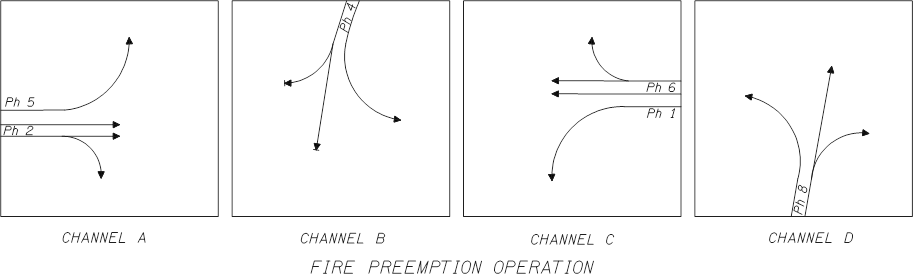 Ph 5
Ph 2
Ph 4
Ph 6
Ph 1
Ph 8
CHANNEL A
CHANNEL B
CHANNEL C
CHANNEL D
FIRE PREEMPTION OPERATION